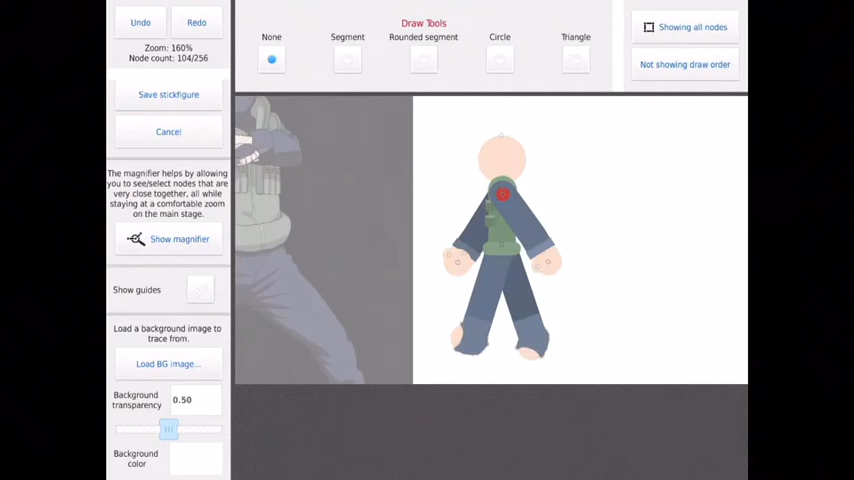 Undo
Redo
Zoom: 160%
Node count: 104/256
Save stickfigure
Cancel
The magnifier helps by allowing
you to see/select nodes that are
very close together, all while
staying at a comfortable zoom
on the main stage.
Show magnifier
Show guides
Load a background image to
trace from.
Load BG image...
Background
transparency
0.50
Background
color
Draw Tools
None
Segment
Rounded segment
Circle
Triangle
Showing all nodes
Not showing draw order